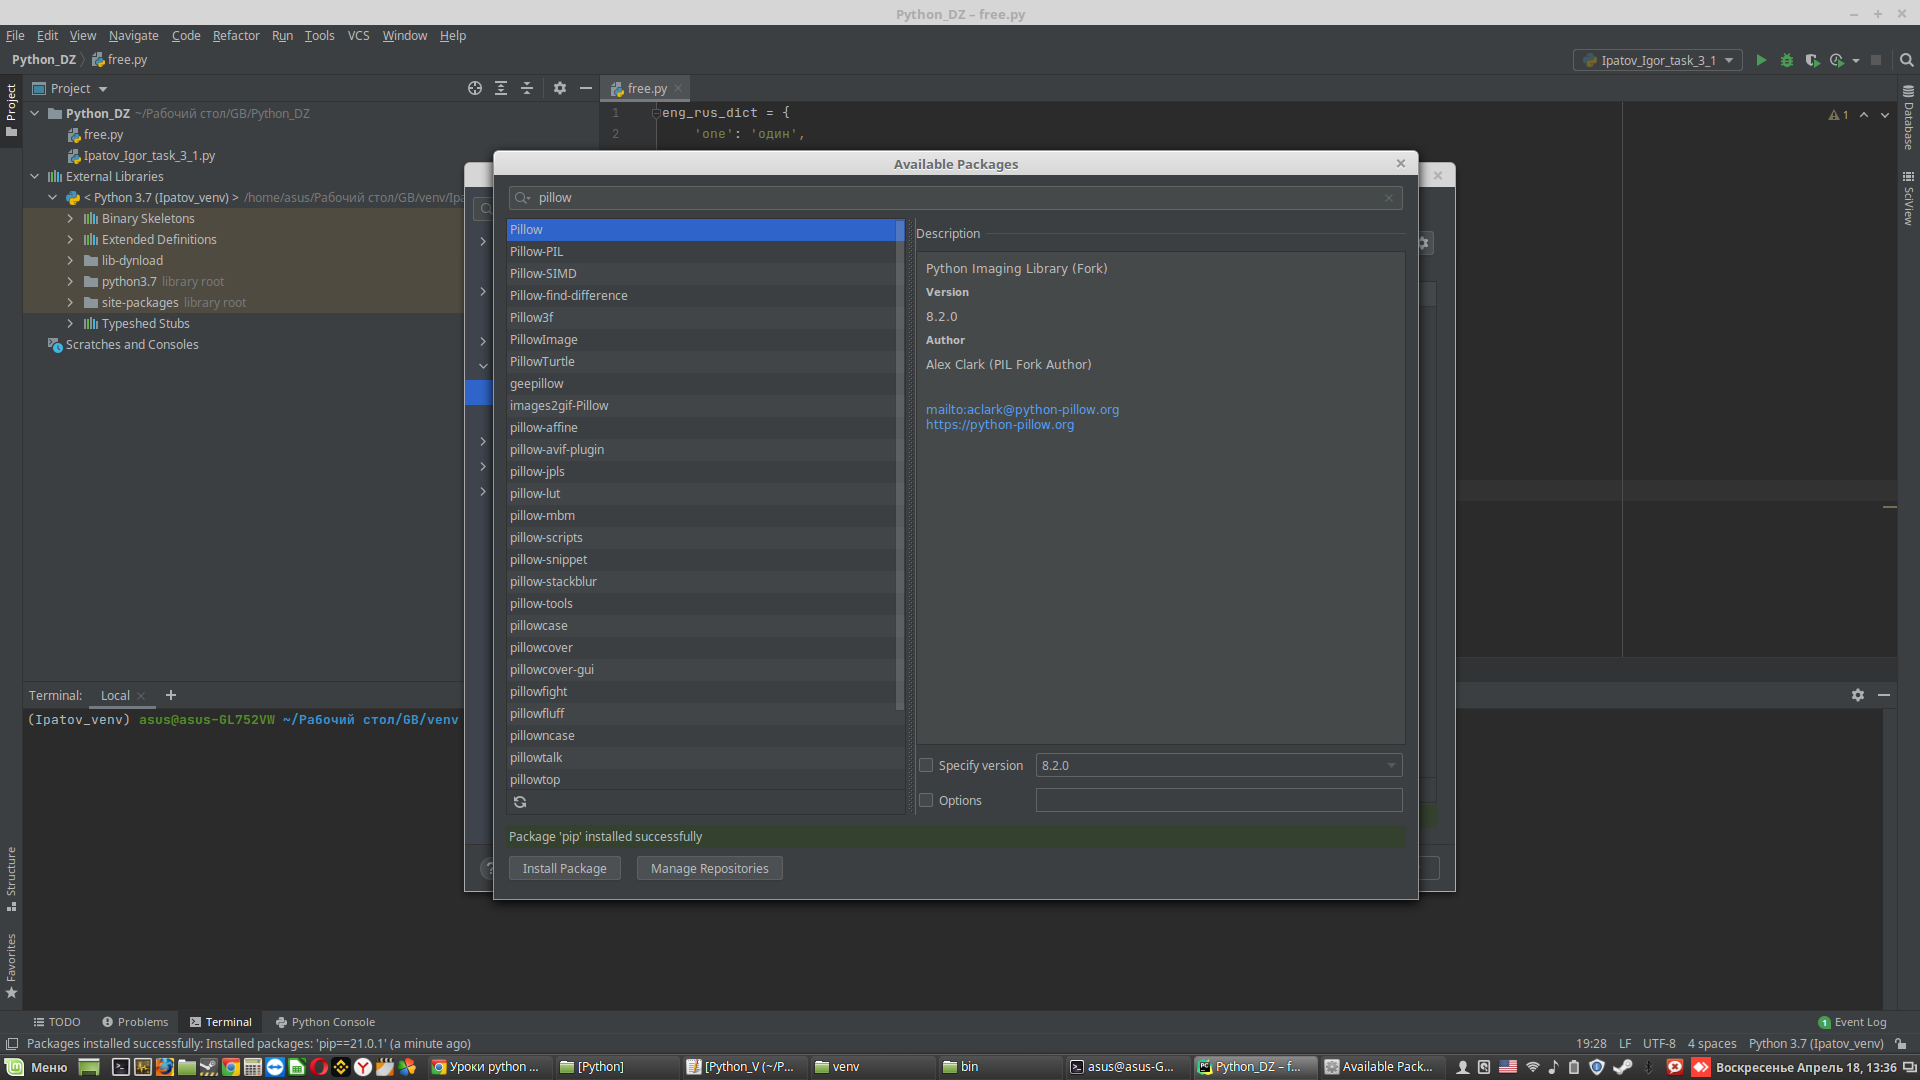 Python_DZ – free.py
File Edit View Navigate Code Refactor Run Tools VCS Window Help
Python_DZ free.py
Ipatov_Igor_task_3_1
Project
Project
free.py
1 eng_rus_dict = {
2 'one': 'один',
1
Python_DZ ~/Рабочий стол/GB/Python_DZ
free.py
Ipatov_Igor_task_3_1.py
External Libraries
< Python 3.7 (Ipatov_venv) > /home/asus/Рабочий стол/GB/venv/Ipa
Binary Skeletons
Extended Definitions
lib-dynload
python3.7 library root
site-packages library root
Typeshed Stubs
Scratches and Consoles
Database
SciView
Available Packages
pillow
Pillow
Pillow-PIL
Pillow-SIMD
Pillow-find-difference
Pillow3f
PillowImage
PillowTurtle
geepillow
images2gif-Pillow
pillow-affine
pillow-avif-plugin
pillow-jpls
pillow-lut
pillow-mbm
pillow-scripts
pillow-snippet
pillow-stackblur
pillow-tools
pillowcase
pillowcover
pillowcover-gui
pillowfight
pillowfluff
pillowncase
pillowtalk
pillowtop
Description
Python Imaging Library (Fork)
Version
8.2.0
Author
Alex Clark (PIL Fork Author)
mailto:aclark@python-pillow.org
https://python-pillow.org
Specify version 8.2.0
Options
Package 'pip' installed successfully
Install Package Manage Repositories
Terminal: Local
(Ipatov_venv) asus@asus-GL752VW ~/Рабочий стол/GB/venv
Structure
Favorites
TODO Problems Terminal Python Console
1 Event Log
Packages installed successfully: Installed packages: 'pip==21.0.1' (a minute ago)
19:28 LF UTF-8 4 spaces Python 3.7 (Ipatov_venv)
Меню Уроки python ... [Python] [Python_V (~/P... venv bin asus@asus-G... Python_DZ – f... Available Pack... Воскресенье Апрель 18, 13:36